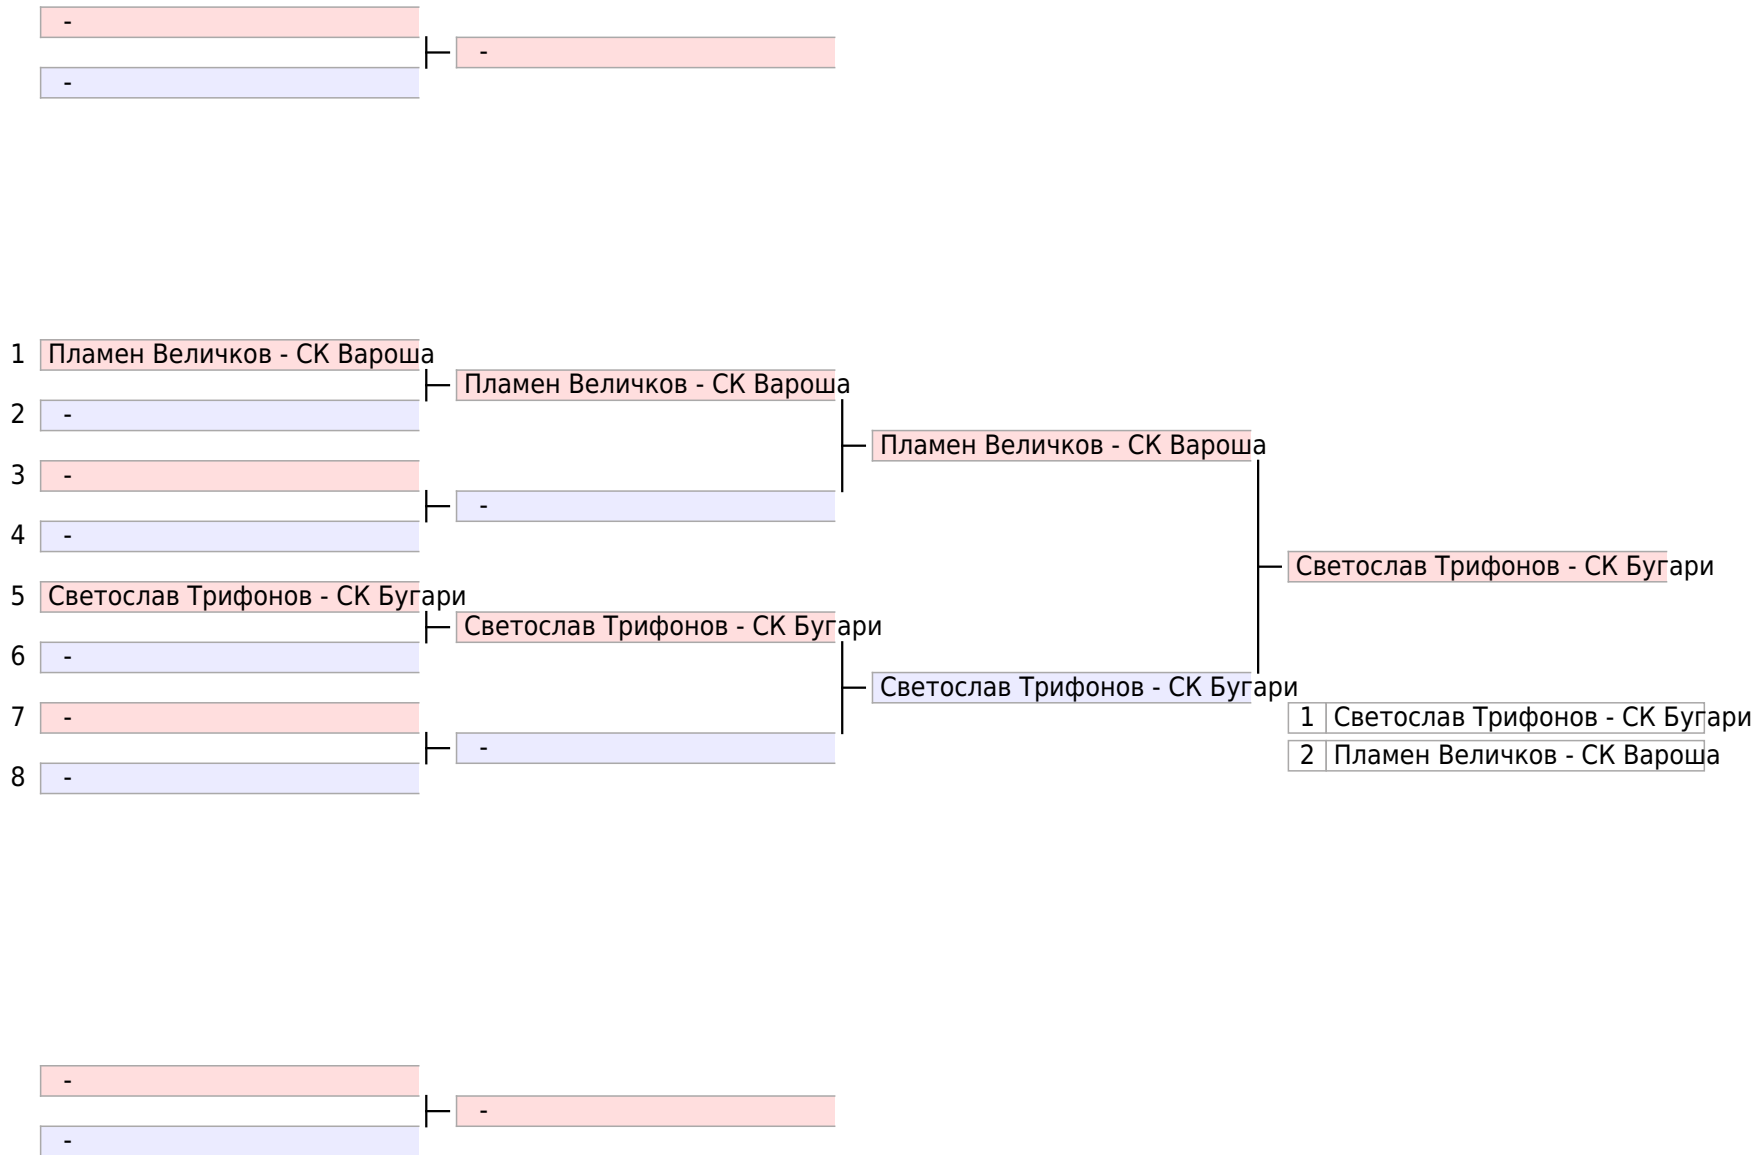 -
-
-
1 Пламен Величков - СК Вароша
Пламен Величков - СК Вароша
2 -
Пламен Величков - СК Вароша
3 -
-
4 -
Светослав Трифонов - СК Бугари
5 Светослав Трифонов - СК Бугари
Светослав Трифонов - СК Бугари
6 -
Светослав Трифонов - СК Бугари
7 -
1 Светослав Трифонов - СК Бугари
-
2 Пламен Величков - СК Вароша
8 -
-
-
-